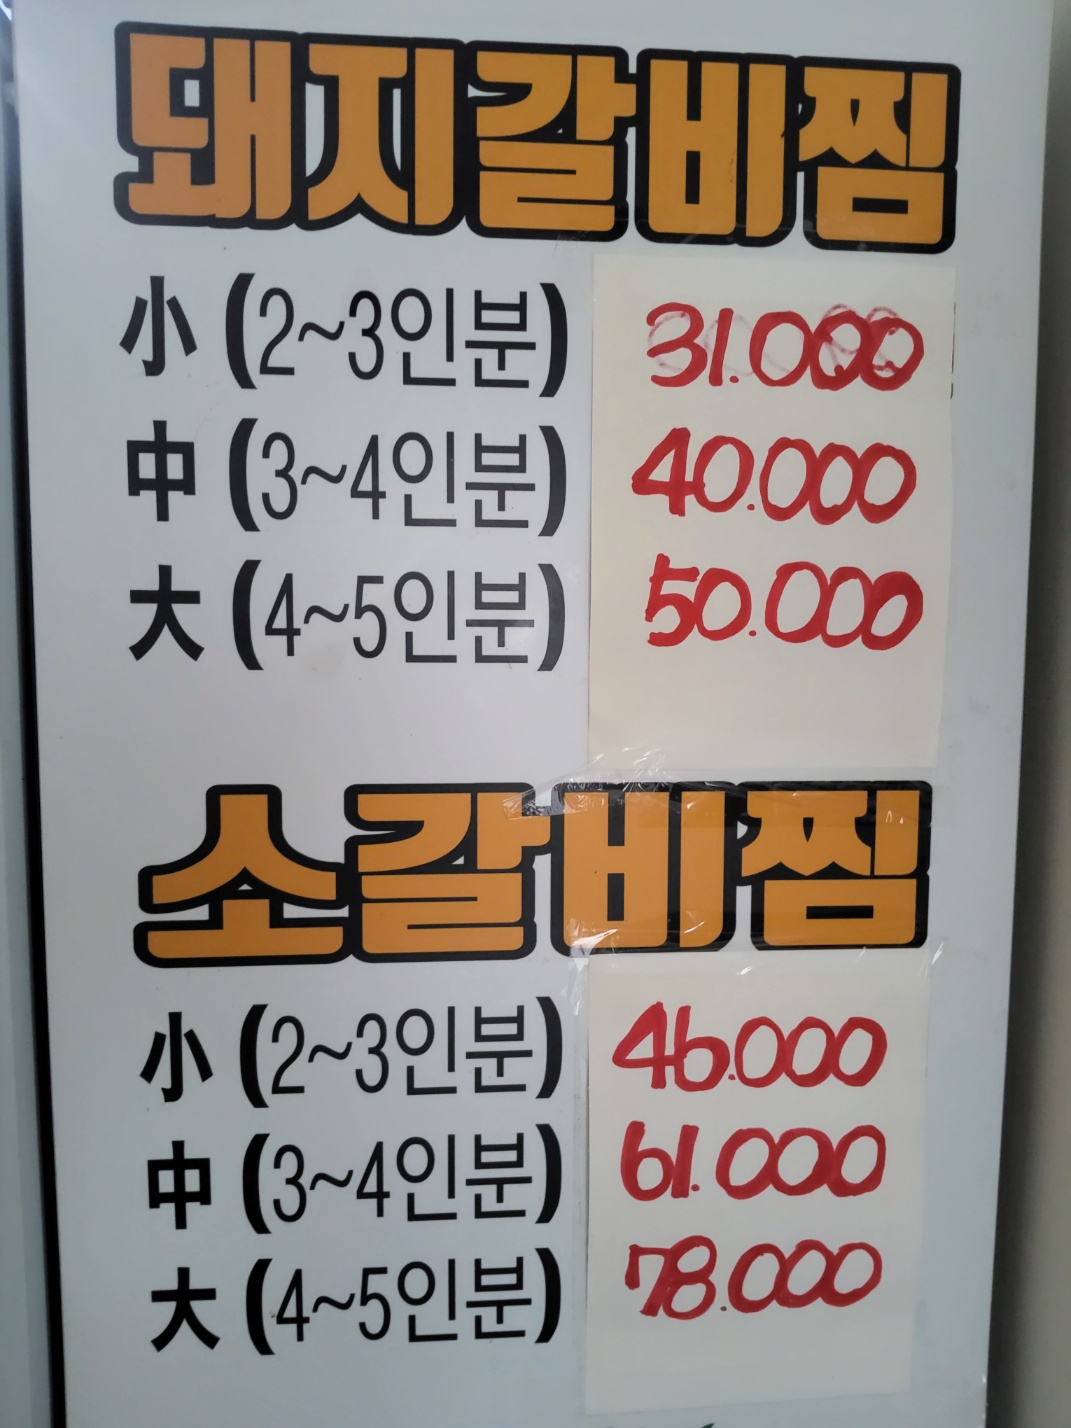 돼지갈비찜
小 (2~3인분) 31.000
中 (3~4인분) 40.000
大 (4~5인분) 50.000
소갈비찜
小 (2~3인분) 46.000
中 (3~4인분) 61.000
大 (4~5인분) 78.000